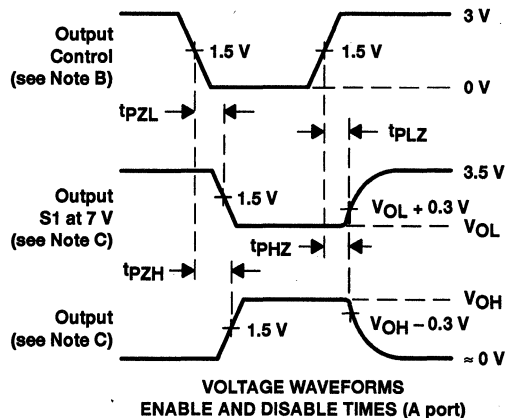 Output
Control
(see Note B)
3 V
1.5 V
1.5 V
0 V
tPZL
tPLZ
Output
S1 at 7 V
(see Note C)
3.5 V
1.5 V
VOL + 0.3 V
VOL
tPHZ
tPZH
Output
(see Note C)
VOH
1.5 V
VOH − 0.3 V
≈ 0 V
VOLTAGE WAVEFORMS
ENABLE AND DISABLE TIMES (A port)